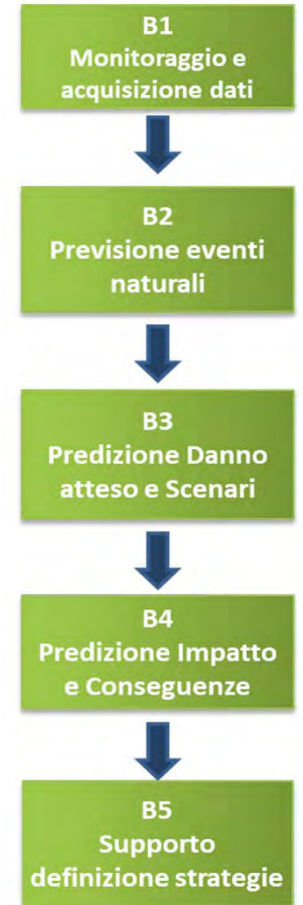 B1
Monitoraggio e
acquisizione dati
B2
Previsione eventi
naturali
B3
Predizione Danno
atteso e Scenari
B4
Predizione Impatto
e Conseguenze
B5
Supporto
definizione strategie